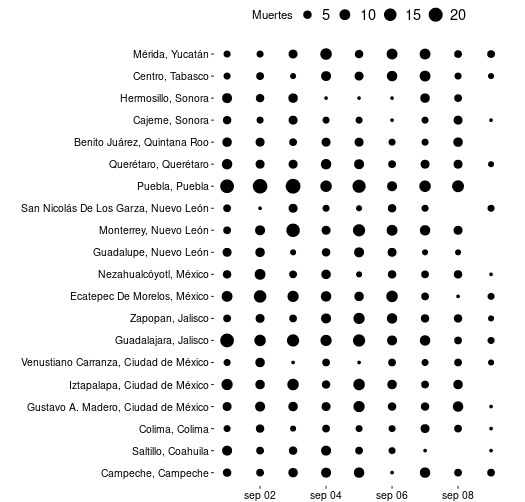 Muertes 5 10 15 20
Mérida, Yucatán
Centro, Tabasco
Hermosillo, Sonora
Cajeme, Sonora
Benito Juárez, Quintana Roo
Querétaro, Querétaro
Puebla, Puebla
San Nicolás De Los Garza, Nuevo León
Monterrey, Nuevo León
Guadalupe, Nuevo León
Nezahualcóyotl, México
Ecatepec De Morelos, México
Zapopan, Jalisco
Guadalajara, Jalisco
Venustiano Carranza, Ciudad de México
Iztapalapa, Ciudad de México
Gustavo A. Madero, Ciudad de México
Colima, Colima
Saltillo, Coahuila
Campeche, Campeche
sep 02 sep 04 sep 06 sep 08